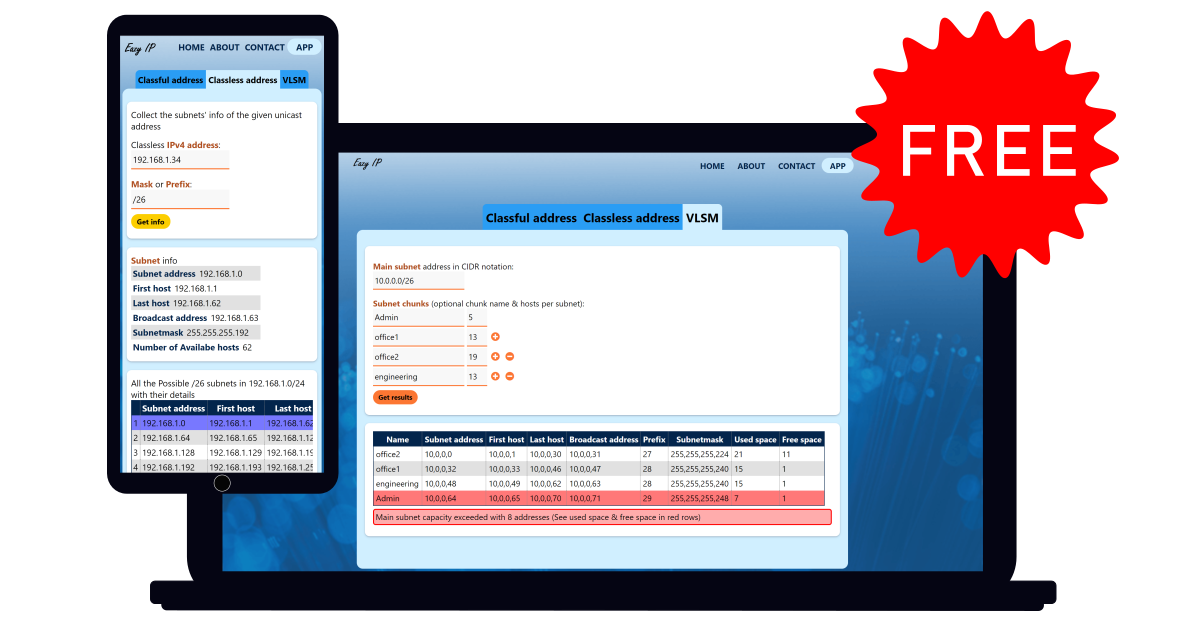 Easy IP HOME ABOUT CONTACT APP
Classful address Classless address VLSM
Collect the subnets' info of the given unicast
address
Classless IPv4 address:
192.168.1.34
Mask or Prefix:
/26
Get info
Subnet info
Subnet address 192.168.1.0
First host 192.168.1.1
Last host 192.168.1.62
Broadcast address 192.168.1.63
Subnetmask 255.255.255.192
Number of Availabe hosts 62
All the Possible /26 subnets in 192.168.1.0/24
with their details
Subnet address First host Last host
1 192.168.1.0 192.168.1.1 192.168.1.62
2 192.168.1.64 192.168.1.65 192.168.1.12
3 192.168.1.128 192.168.1.129 192.168.1.19
4 192.168.1.192 192.168.1.193 192.168.1.25
Easy IP HOME ABOUT CONTACT APP
Classful address Classless address VLSM
Main subnet address in CIDR notation:
10.0.0.0/26
Subnet chunks (optional chunk name & hosts per subnet):
Admin 5
office1 13
office2 19
engineering 13
Get results
Name Subnet address First host Last host Broadcast address Prefix Subnetmask Used space Free space
office2 10,0,0,0 10,0,0,1 10,0,0,30 10,0,0,31 27 255,255,255,224 21 11
office1 10,0,0,32 10,0,0,33 10,0,0,46 10,0,0,47 28 255,255,255,240 15 1
engineering 10,0,0,48 10,0,0,49 10,0,0,62 10,0,0,63 28 255,255,255,240 15 1
Admin 10,0,0,64 10,0,0,65 10,0,0,70 10,0,0,71 29 255,255,255,248 7 1
Main subnet capacity exceeded with 8 addresses (See used space & free space in red rows)
FREE